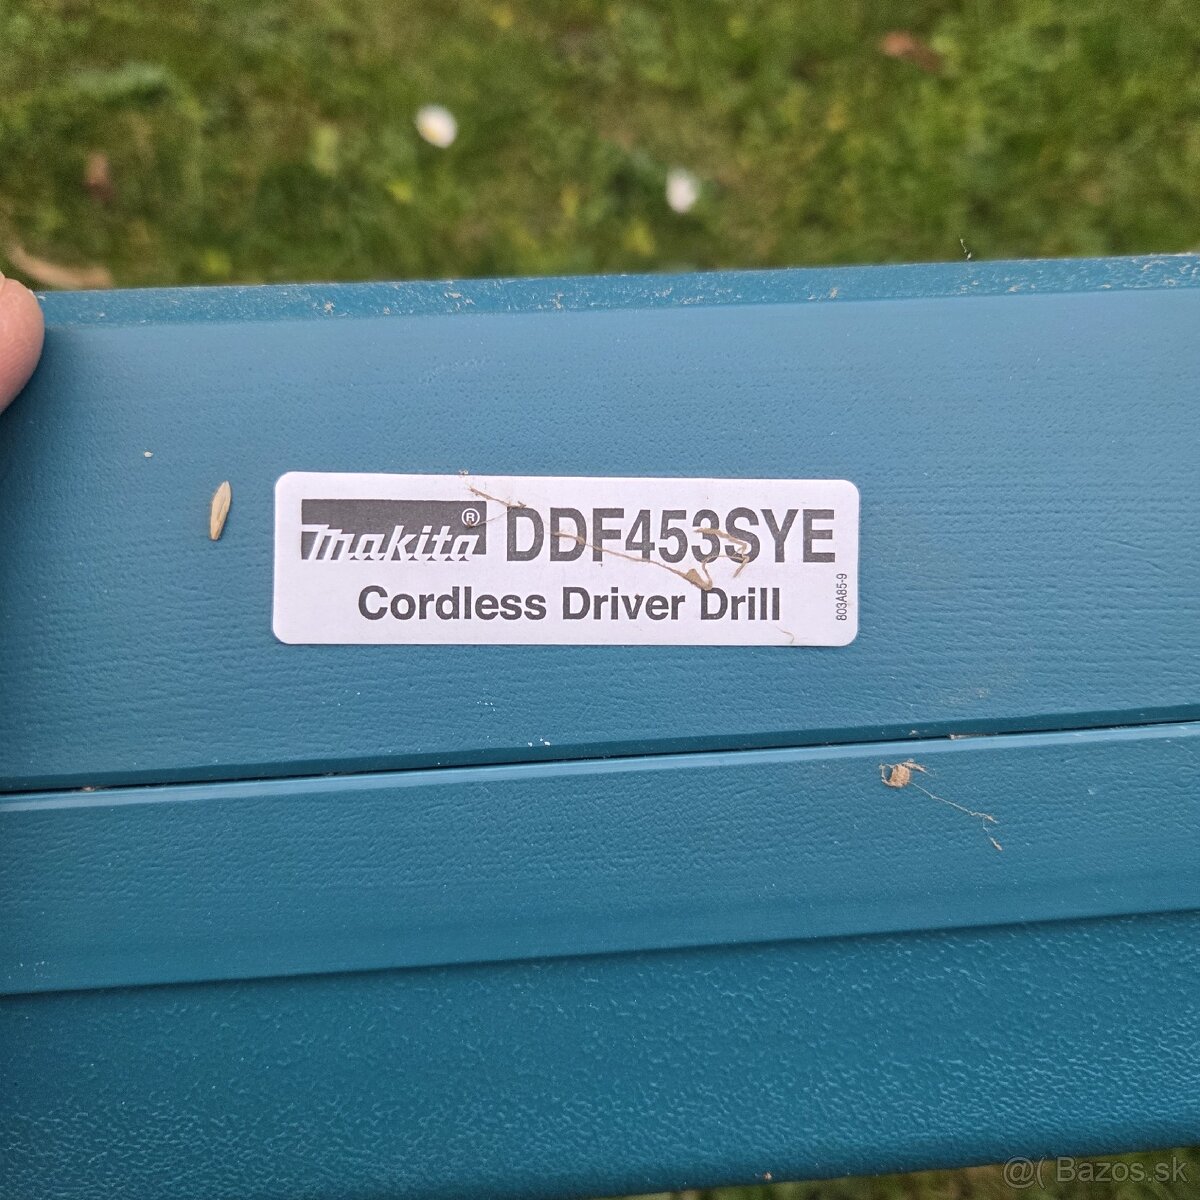 makita® DDF453SYE
Cordless Driver Drill
803A85-9
@( Bazos.sk